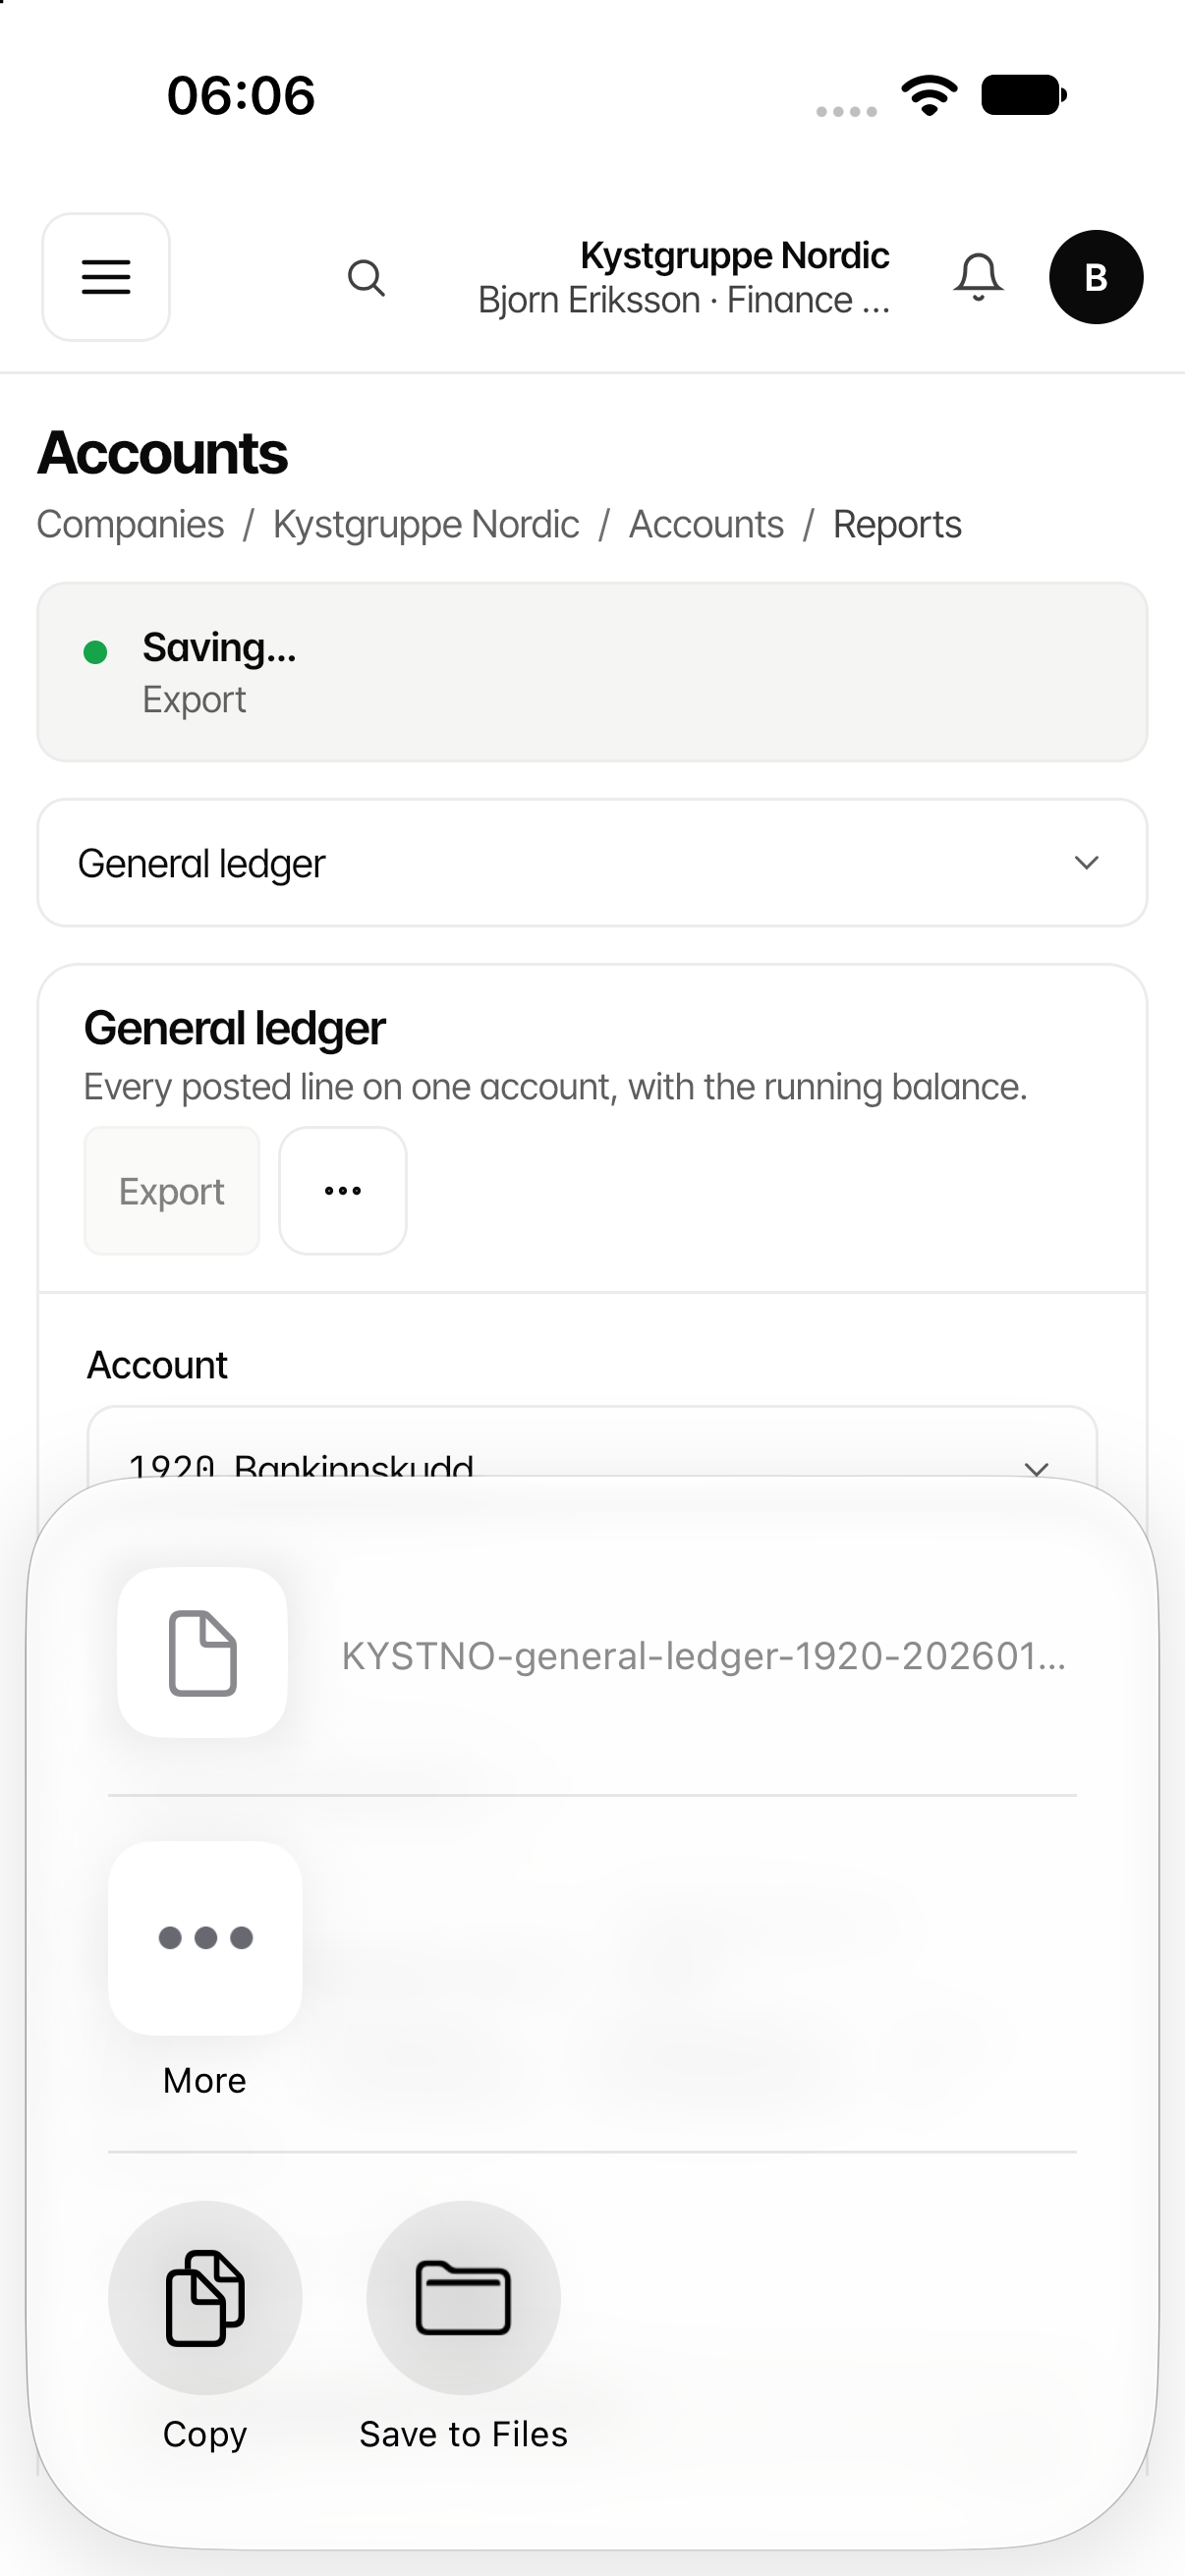 06:06
Kystgruppe Nordic
Bjorn Eriksson · Finance ...
B
Accounts
Companies / Kystgruppe Nordic / Accounts / Reports
Saving...
Export
General ledger
General ledger
Every posted line on one account, with the running balance.
Export
Account
1920 Bankinnskudd
KYSTNO-general-ledger-1920-202601...
More
Copy
Save to Files